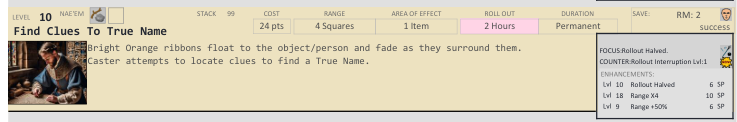 LEVEL 10 NAE'EM STACK 99 COST RANGE AREA OF EFFECT ROLL OUT DURATION SAVE: RM: 2
24 pts 4 Squares 1 Item 2 Hours Permanent success
Find Clues To True Name
Bright Orange ribbons float to the object/person and fade as they surround them.
Caster attempts to locate clues to find a True Name.
FOCUS:Rollout Halved.
COUNTER:Rollout Interruption Lvl:1
ENHANCEMENTS:
Lvl 10 Rollout Halved 6 SP
Lvl 18 Range X4 10 SP
Lvl 9 Range +50% 6 SP